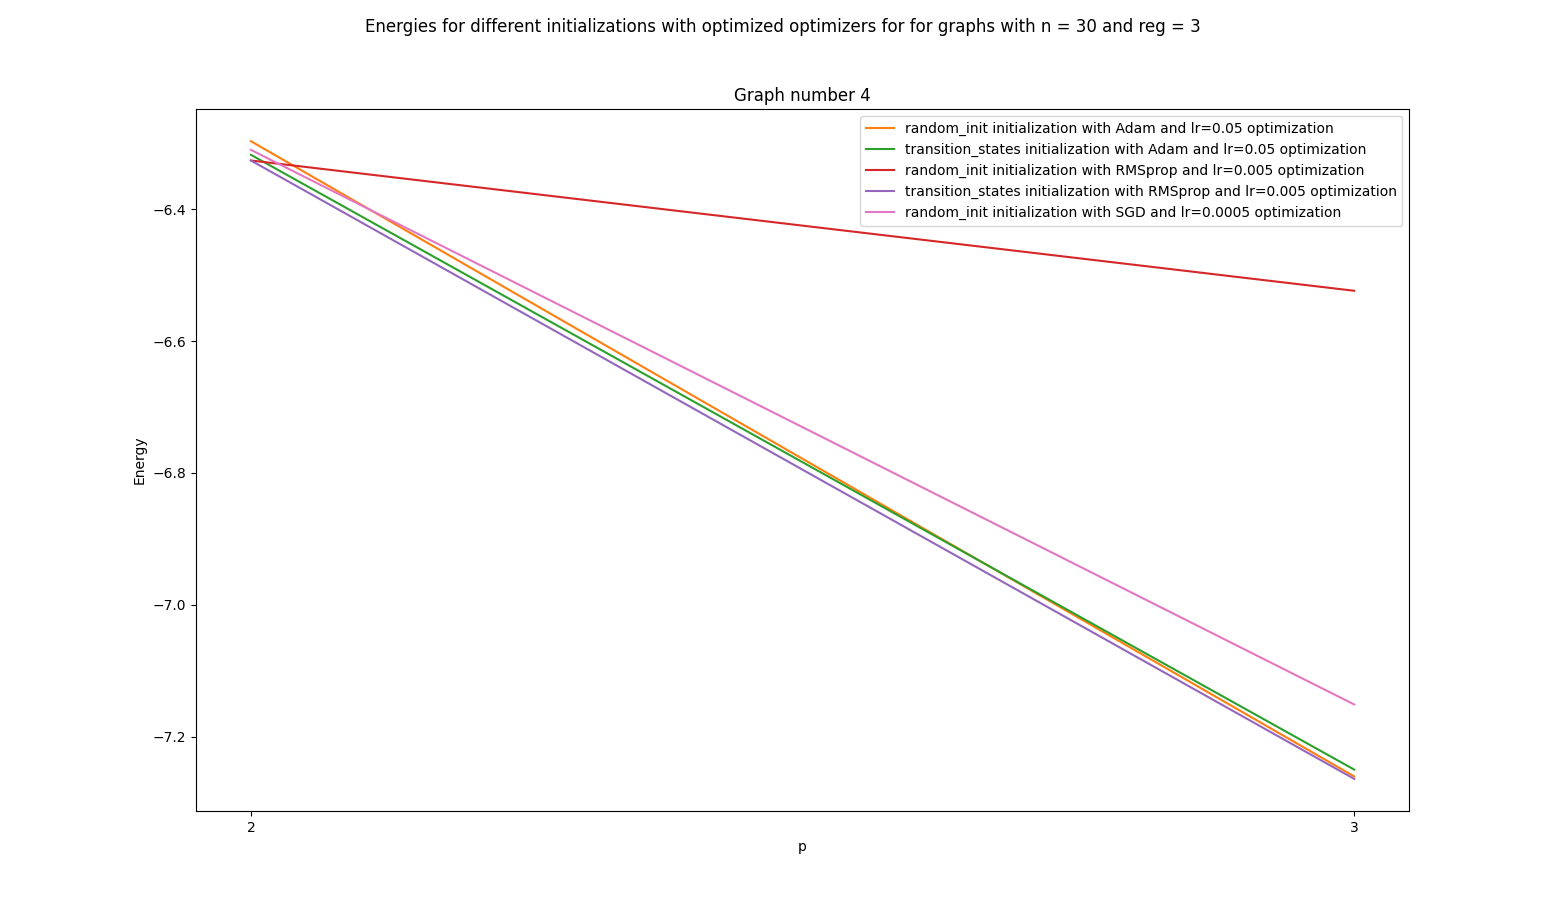 Energies for different initializations with optimized optimizers for for graphs with n = 30 and reg = 3
Graph number 4
random_init initialization with Adam and lr=0.05 optimization
transition_states initialization with Adam and lr=0.05 optimization
random_init initialization with RMSprop and lr=0.005 optimization
transition_states initialization with RMSprop and lr=0.005 optimization
random_init initialization with SGD and lr=0.0005 optimization
−6.4
−6.6
−6.8
−7.0
−7.2
Energy
2
3
p